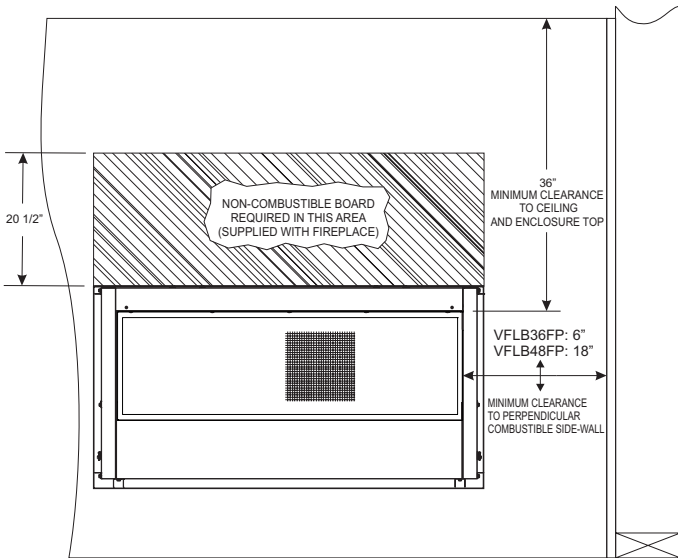 20 1/2"
NON-COMBUSTIBLE BOARD
REQUIRED IN THIS AREA
(SUPPLIED WITH FIREPLACE)
36"
MINIMUM CLEARANCE
TO CEILING
AND ENCLOSURE TOP
VFLB36FP: 6"
VFLB48FP: 18"
MINIMUM CLEARANCE
TO PERPENDICULAR
COMBUSTIBLE SIDE-WALL